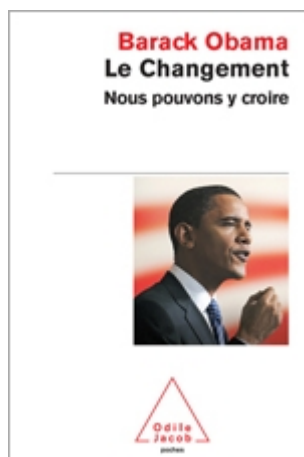 Barack Obama
Le Changement
Nous pouvons y croire
Odile
Jacob
poches